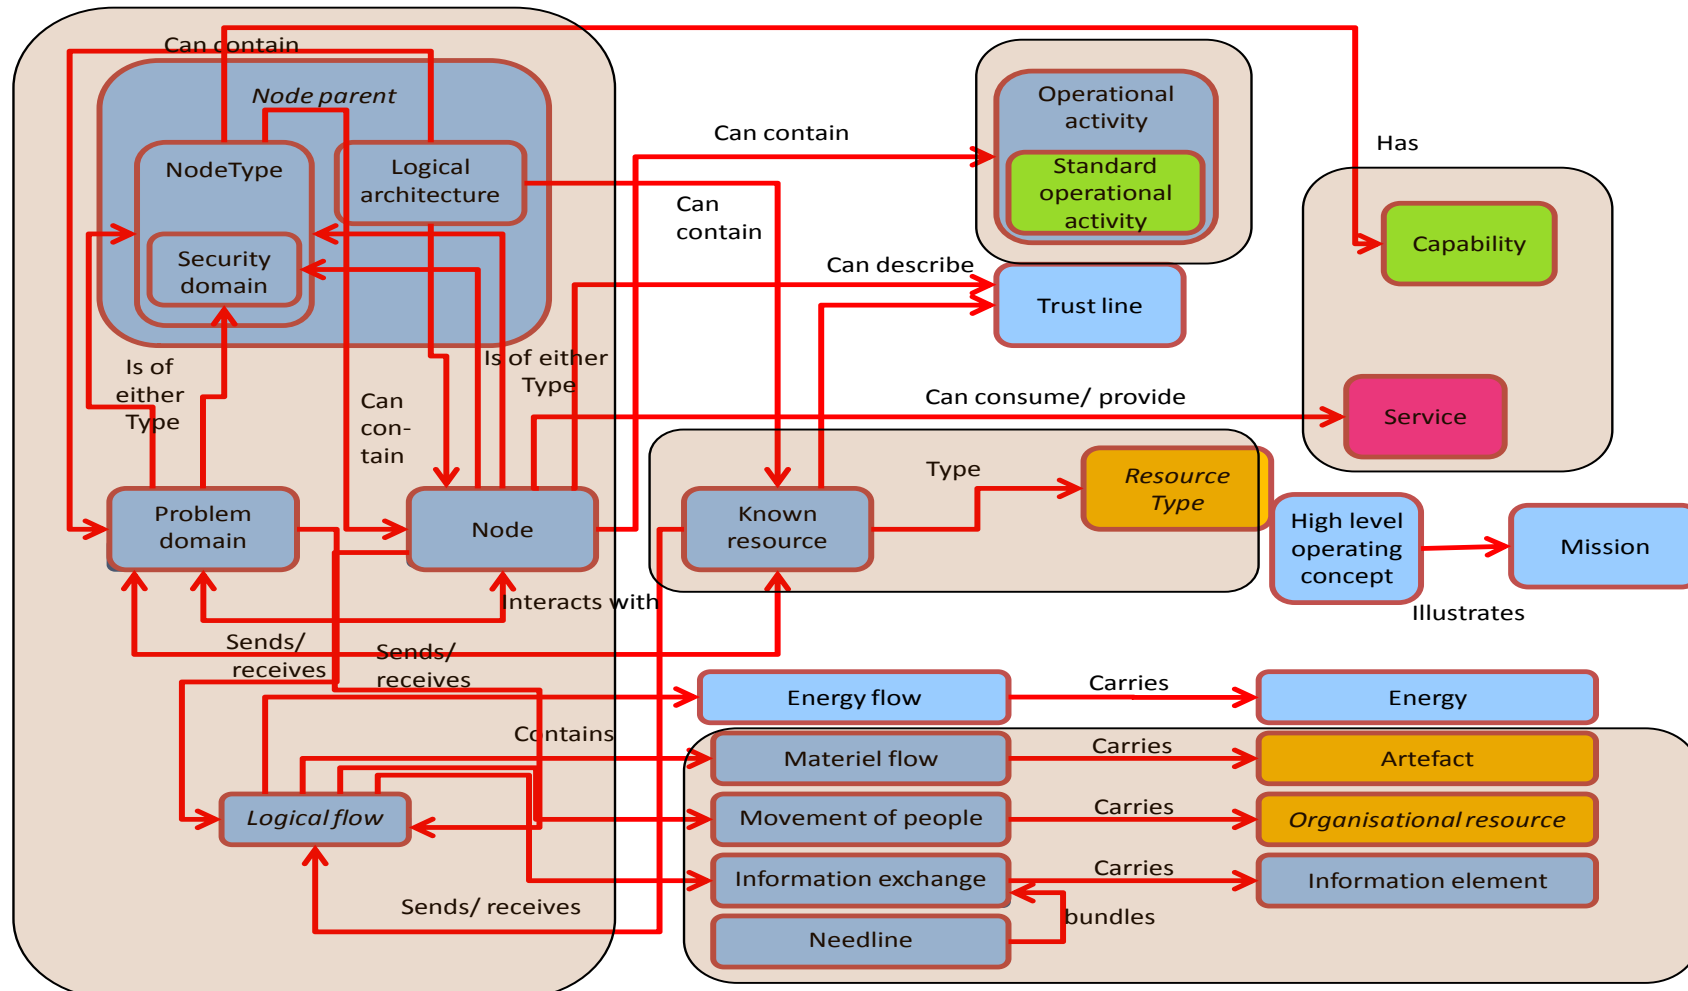 Can contain
Node parent
NodeType
Logical
architecture
Security
domain
Is of
either
Type
Is of either
Type
Can
con-
tain
Problem
domain
Node
Interacts with
Sends/
receives
Sends/
receives
Contains
Logical flow
Sends/ receives
Can contain
Can
contain
Operational
activity
Standard
operational
activity
Can describe
Trust line
Has
Capability
Can consume/ provide
Service
Known
resource
Type
Resource
Type
High level
operating
concept
Illustrates
Mission
Energy flow
Carries
Energy
Materiel flow
Carries
Artefact
Movement of people
Carries
Organisational resource
Information exchange
Carries
Information element
bundles
Needline